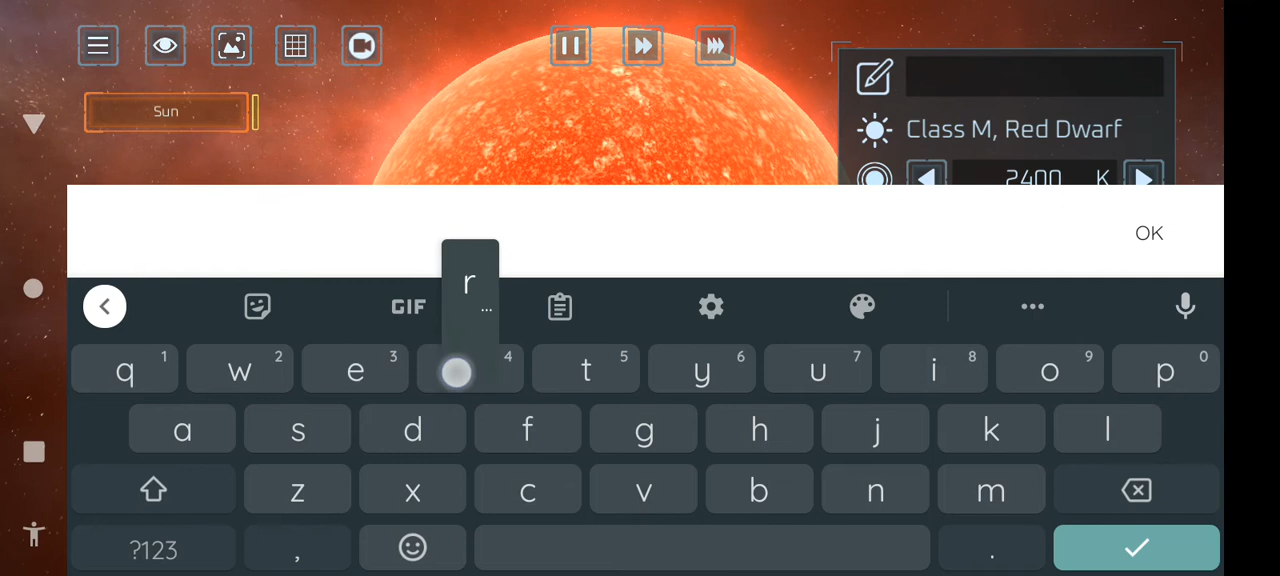 Sun
Class M, Red Dwarf
2400 K
OK
r
...
GIF
q 1 w 2 e 3 4 t 5 y 6 u 7 i 8 o 9 p 0
a s d f g h j k l
z x c v b n m
?123 , .